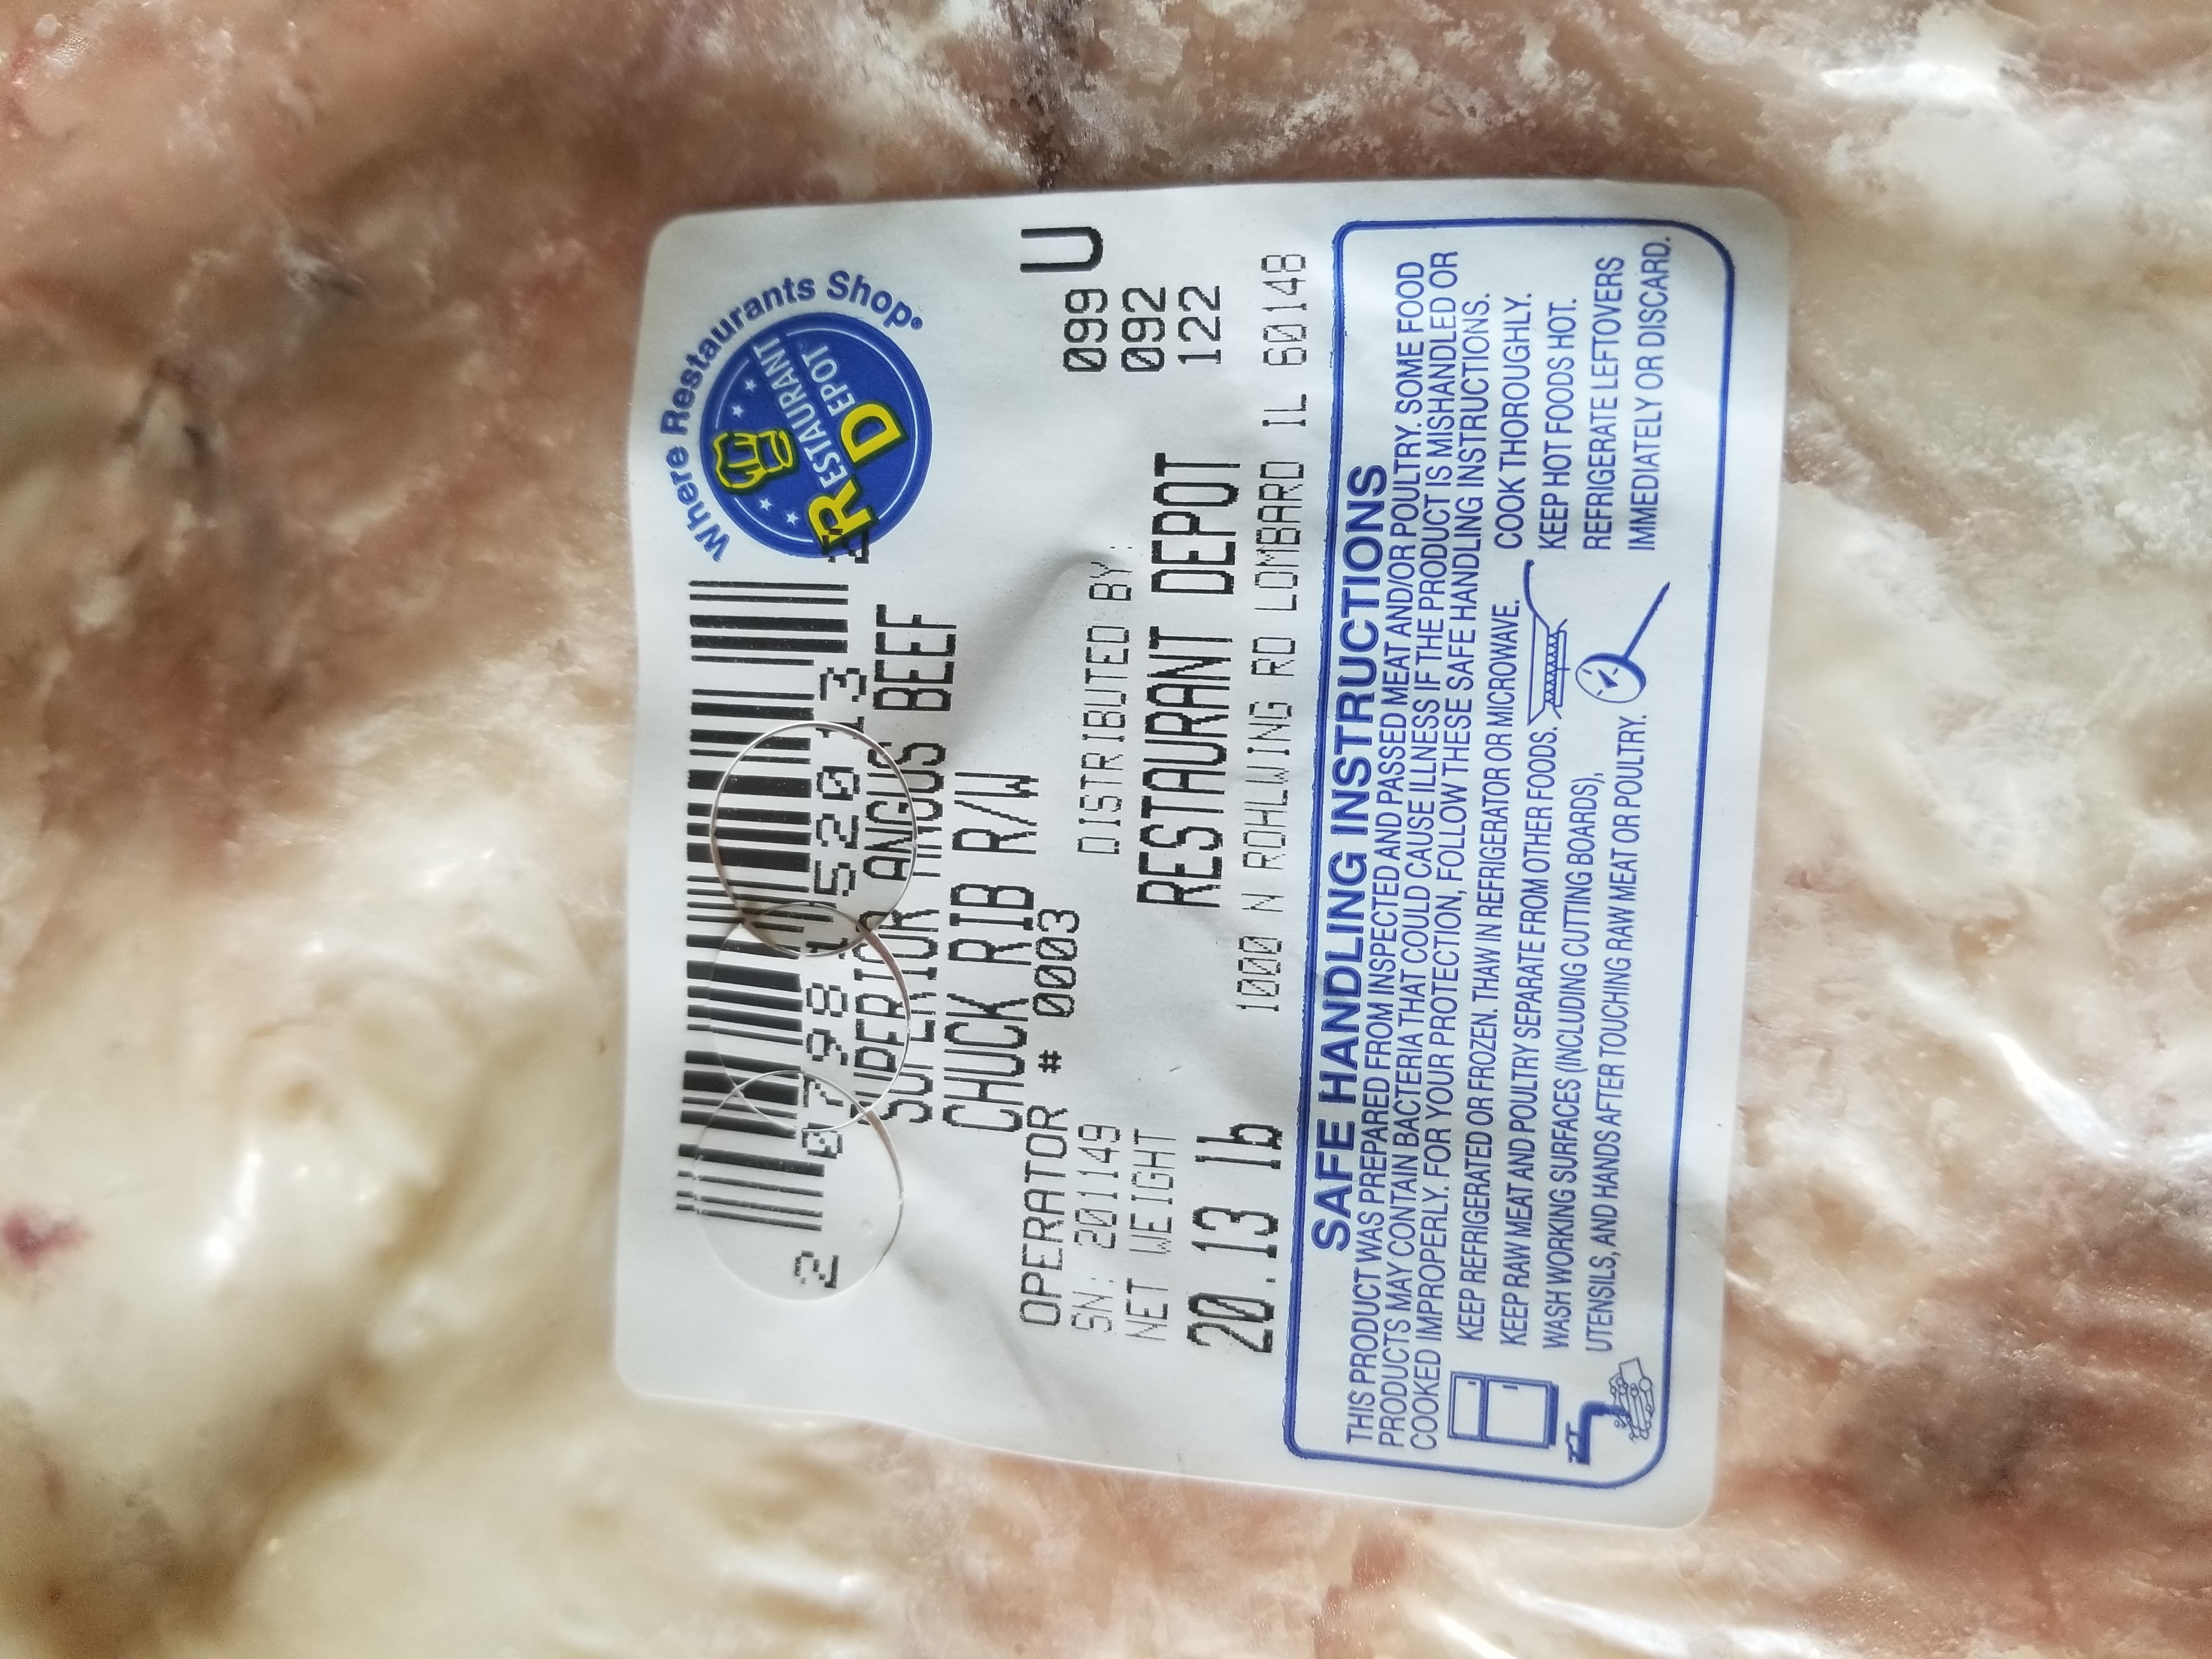 Where Restaurants Shop®
RESTAURANT
DEPOT
2 0798 52013
SUPERIOR ANGUS BEEF
CHUCK RIB R/W
OPERATOR # 0003
U
SN: 201149
099
NET WEIGHT
092
20.13 lb
122
DISTRIBUTED BY:
RESTAURANT DEPOT
1000 N ROHLWING RD LOMBARD IL 60148
SAFE HANDLING INSTRUCTIONS
THIS PRODUCT WAS PREPARED FROM INSPECTED AND PASSED MEAT AND/OR POULTRY. SOME FOOD
PRODUCTS MAY CONTAIN BACTERIA THAT COULD CAUSE ILLNESS IF THE PRODUCT IS MISHANDLED OR
COOKED IMPROPERLY. FOR YOUR PROTECTION, FOLLOW THESE SAFE HANDLING INSTRUCTIONS.
KEEP REFRIGERATED OR FROZEN. THAW IN REFRIGERATOR OR MICROWAVE.
KEEP RAW MEAT AND POULTRY SEPARATE FROM OTHER FOODS.
WASH WORKING SURFACES (INCLUDING CUTTING BOARDS),
UTENSILS, AND HANDS AFTER TOUCHING RAW MEAT OR POULTRY.
COOK THOROUGHLY.
KEEP HOT FOODS HOT.
REFRIGERATE LEFTOVERS
IMMEDIATELY OR DISCARD.